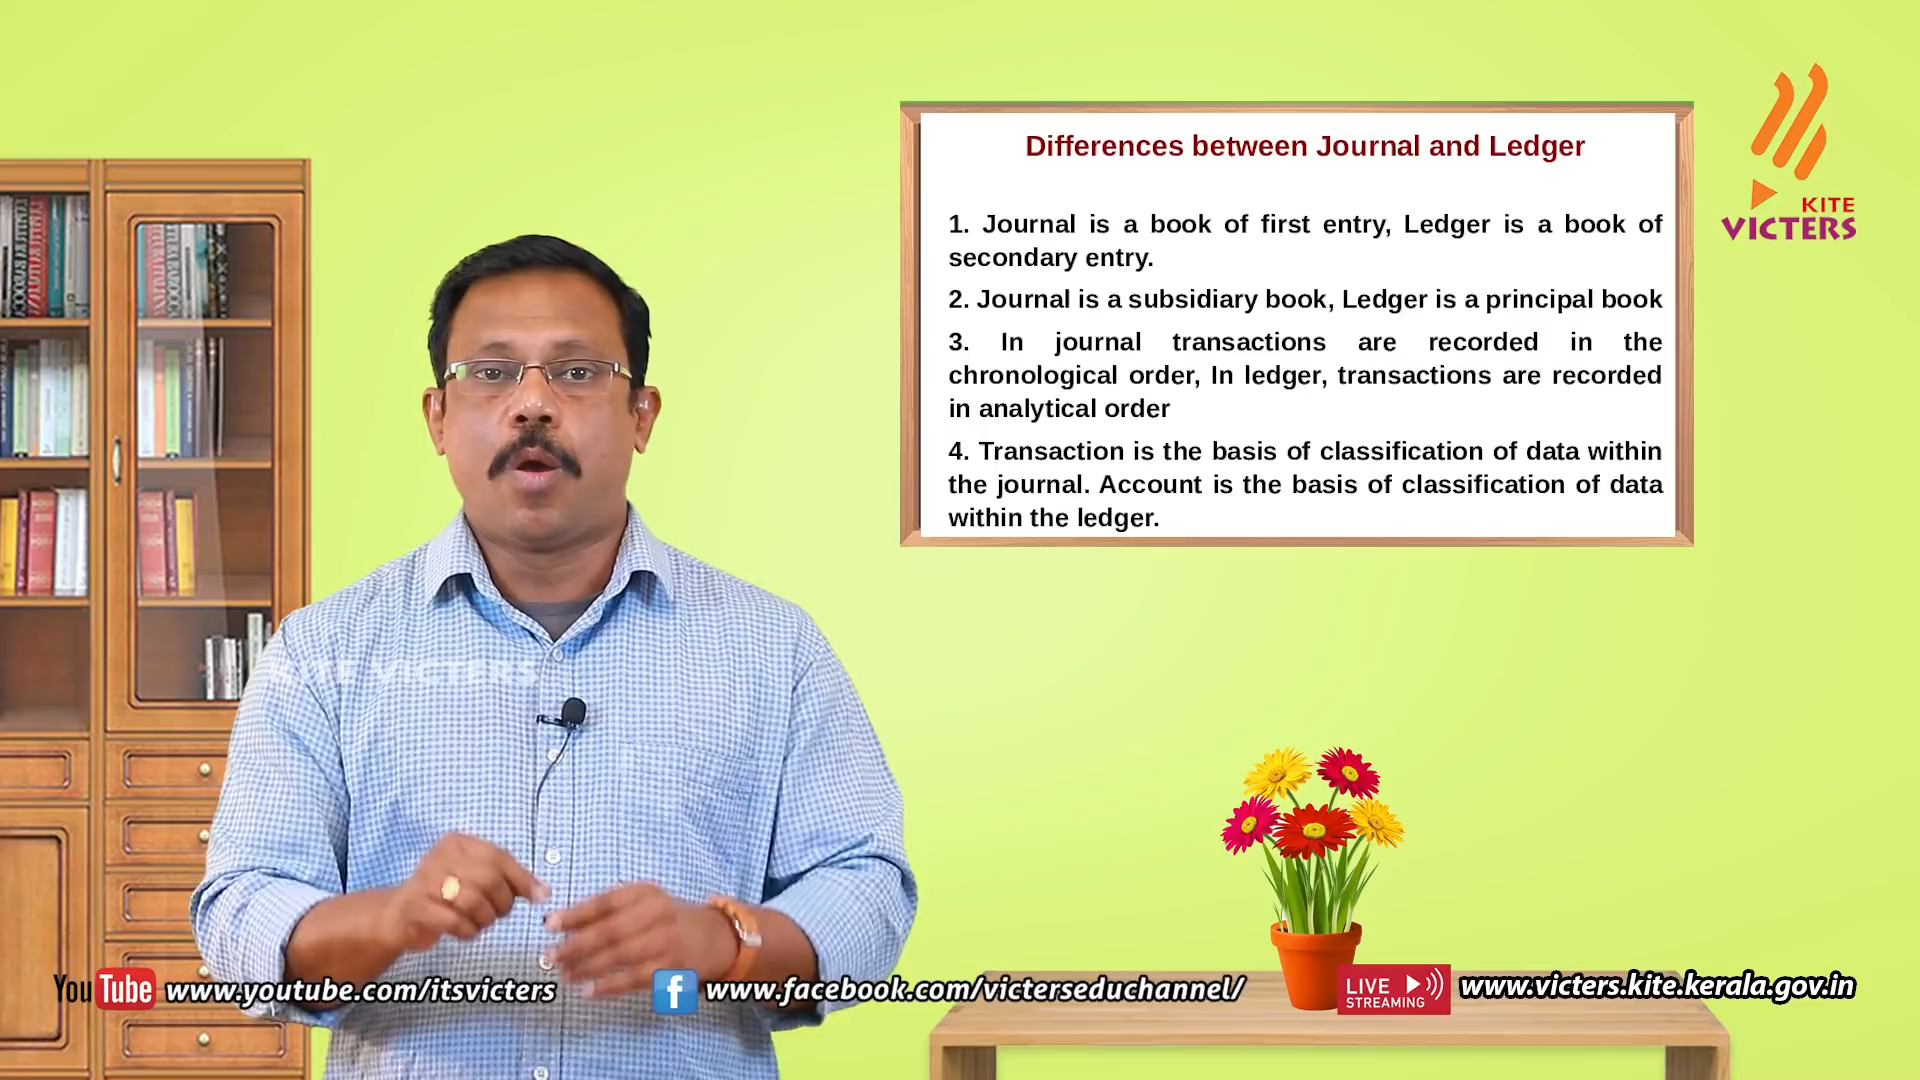 Differences between Journal and Ledger
1. Journal is a book of first entry, Ledger is a book of
secondary entry.
2. Journal is a subsidiary book, Ledger is a principal book
3. In journal transactions are recorded in the
chronological order, In ledger, transactions are recorded
in analytical order
4. Transaction is the basis of classification of data within
the journal. Account is the basis of classification of data
within the ledger.
KITE
VICTERS
KITE VICTERS
YouTube www.youtube.com/itsvicters
f www.facebook.com/victerseduchannel/
LIVE
STREAMING
www.victers.kite.kerala.gov.in